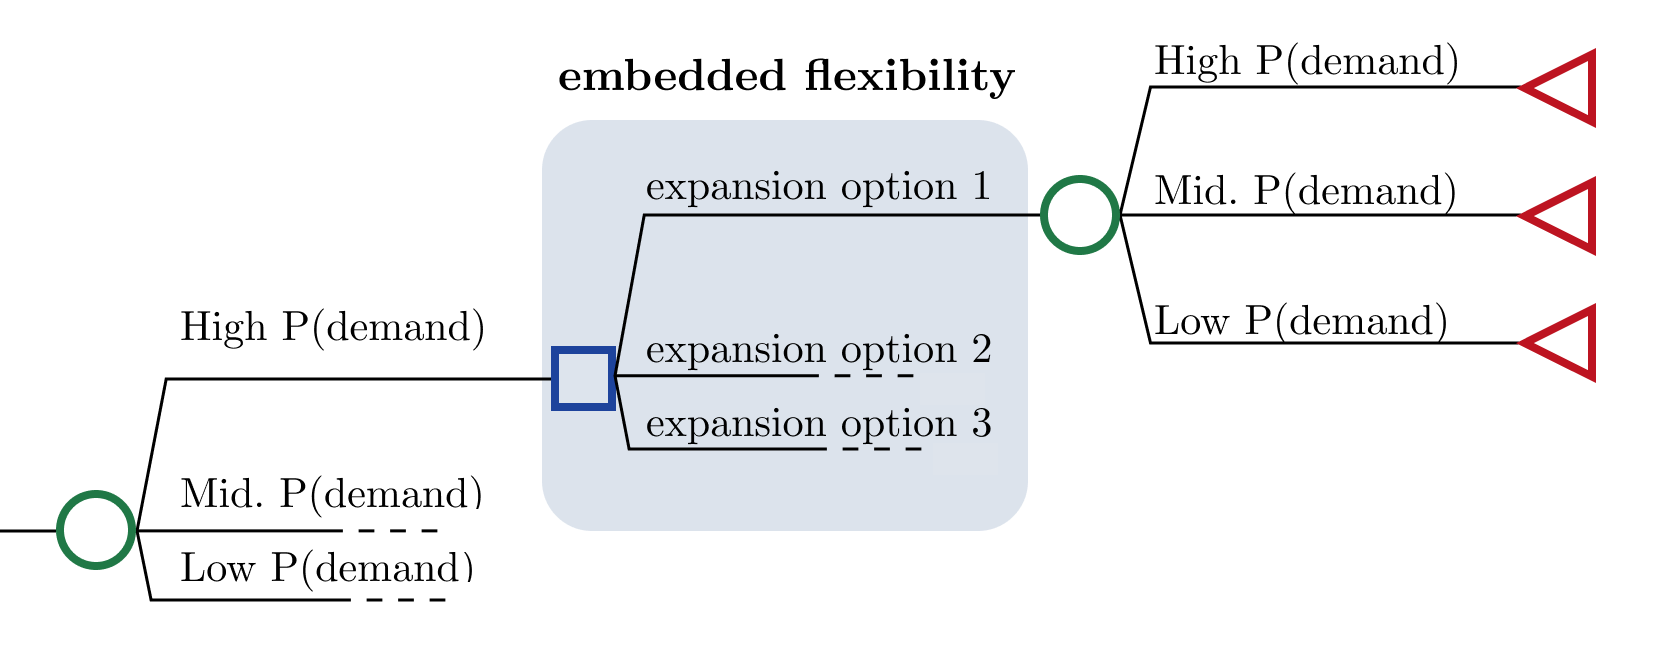 embedded flexibility
High P(demand)
Mid. P(demand)
Low P(demand)
expansion option 1
expansion option 2
expansion option 3
High P(demand)
Mid. P(demand)
Low P(demand)